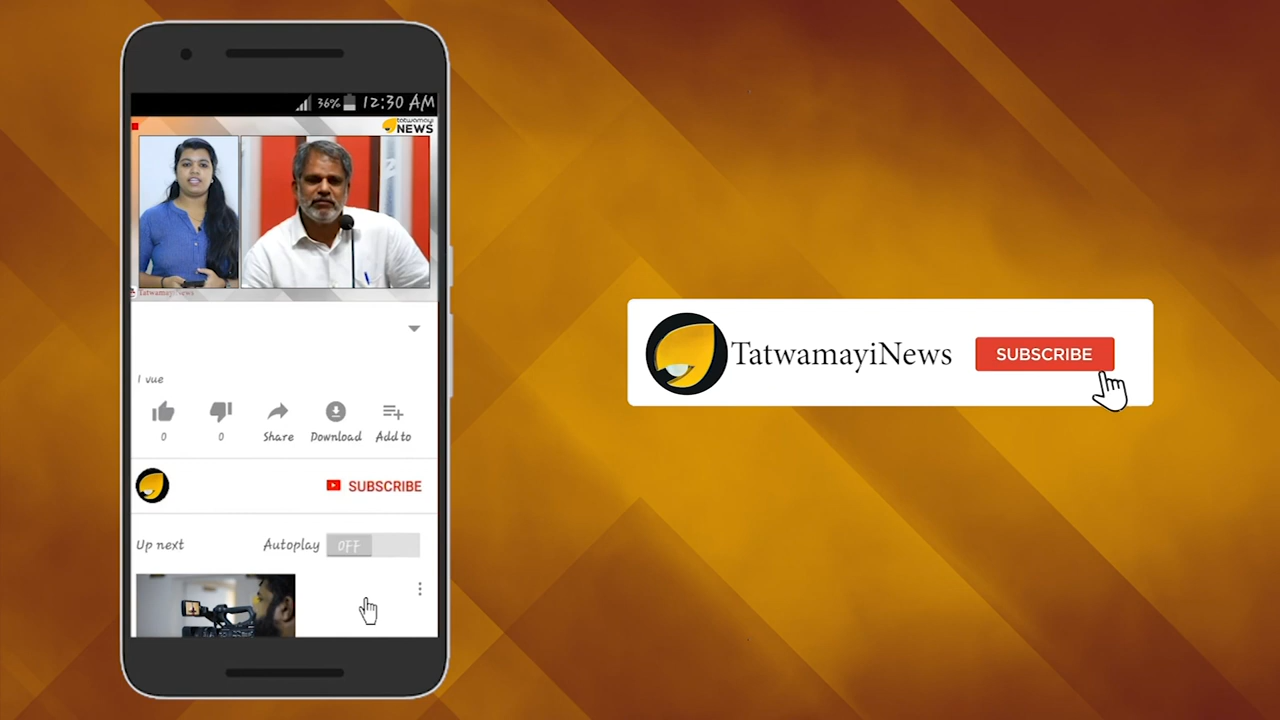 36% 12:30 AM
tatwamayi
NEWS
TatwamayiNews
1 vue
0 0 Share Download Add to
SUBSCRIBE
Up next Autoplay OFF
TatwamayiNews SUBSCRIBE